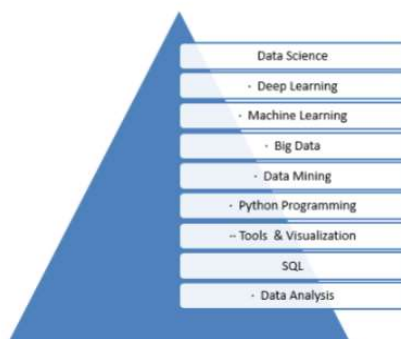 Data Science
· Deep Learning
· Machine Learning
· Big Data
· Data Mining
· Python Programming
-- Tools & Visualization
SQL
· Data Analysis